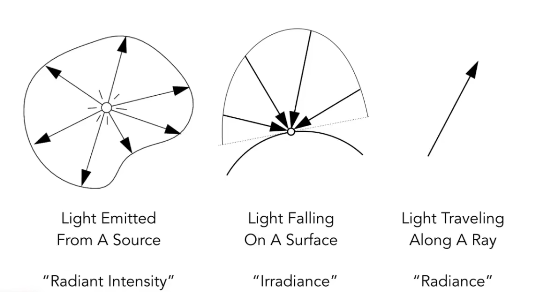 Light Emitted
From A Source
"Radiant Intensity"
Light Falling
On A Surface
"Irradiance"
Light Traveling
Along A Ray
"Radiance"